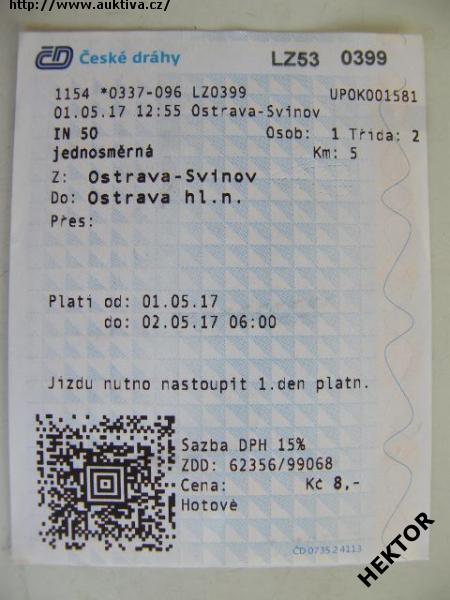 http://www.auktiva.cz/
ČD České dráhy LZ53 0399
1154 *0337-096 LZ0399 UPOK001581
01.05.17 12:55 Ostrava-Svinov
IN 50 Osob: 1 Třída: 2
jednosměrná Km: 5
Z: Ostrava-Svinov
Do: Ostrava hl.n.
Přes:
Platí od: 01.05.17
do: 02.05.17 06:00
Jízdu nutno nastoupit 1.den platn.
Sazba DPH 15%
ZDD: 62356/99068
Cena: Kč 8,-
Hotově
ČD 0735 2 4113
HEKTOR